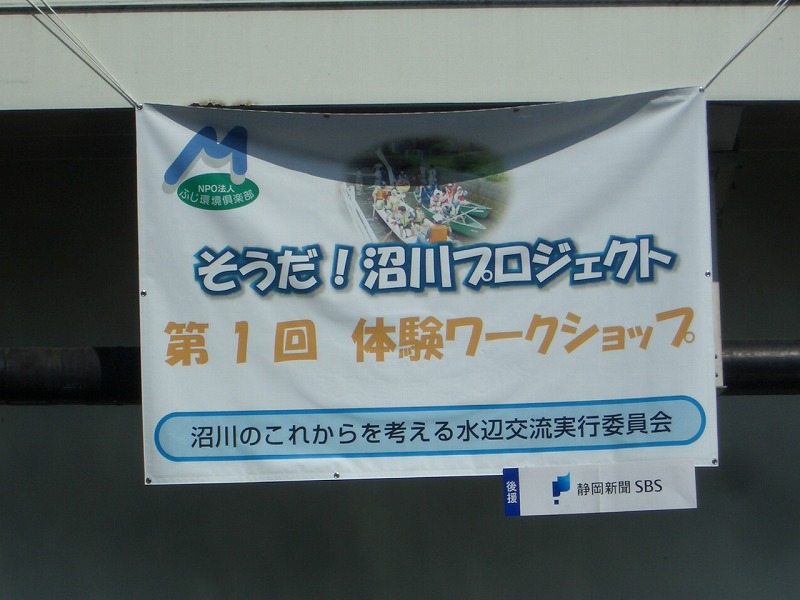 NPO法人
ふじ環境倶楽部
そうだ!沼川プロジェクト
第1回 体験ワークショップ
沼川のこれからを考える水辺交流実行委員会
後援 静岡新聞SBS